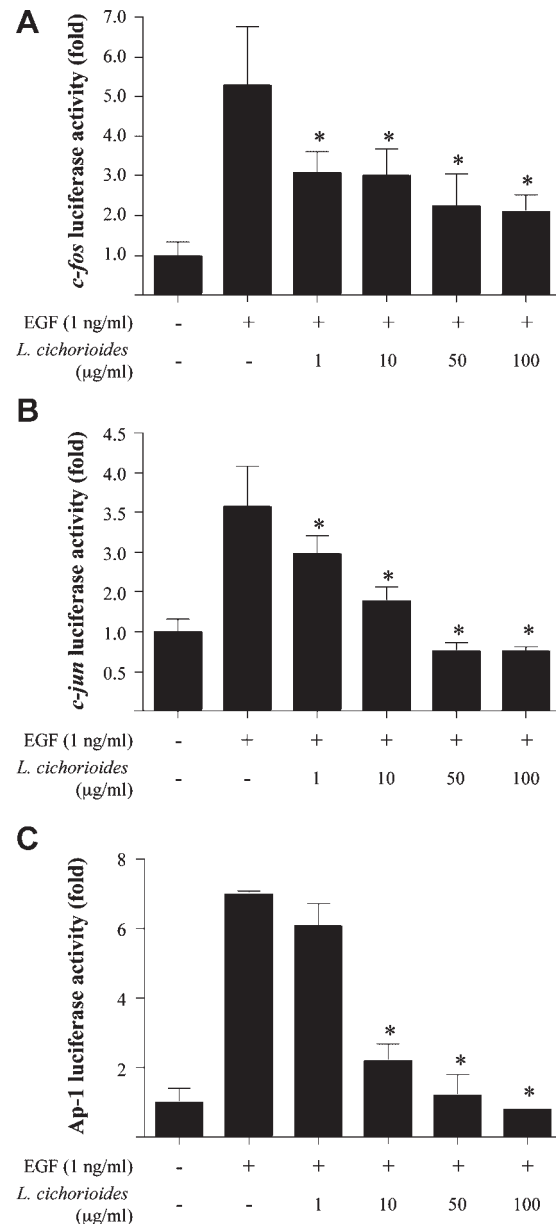 A
c-fos luciferase activity (fold)
7.0
6.0
5.0
4.0
3.0
2.0
1.0
* * * *
EGF (1 ng/ml) - + + + + +
L. cichorioides
(µg/ml) - - 1 10 50 100
B
c-jun luciferase activity (fold)
4.5
4.0
3.5
3.0
2.0
1.0
0.5
* * * *
EGF (1 ng/ml) - + + + + +
L. cichorioides
(µg/ml) - - 1 10 50 100
C
Ap-1 luciferase activity (fold)
8
6
4
2
* * *
EGF (1 ng/ml) - + + + + +
L. cichorioides
(µg/ml) - - 1 10 50 100